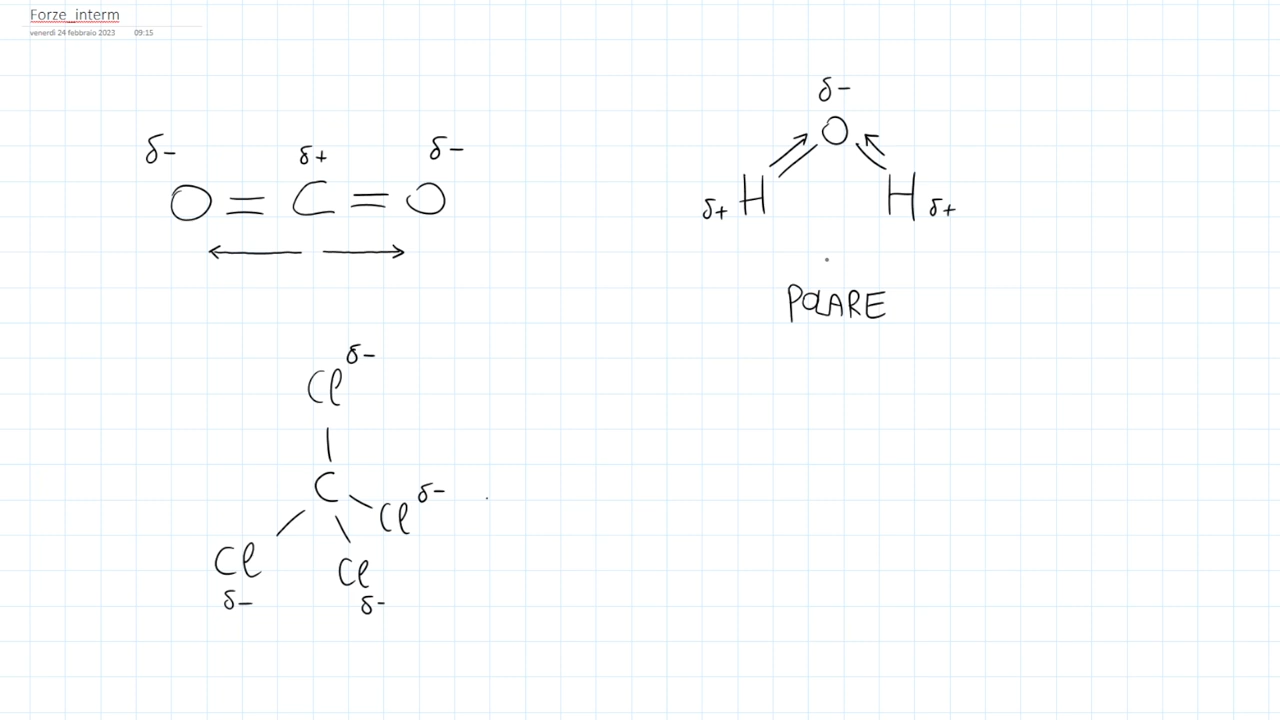 Forze_interm
venerdì 24 febbraio 2023 09:15
δ- δ+ δ-
O = C = O
δ-
O
δ+ H H δ+
POLARE
Cl δ-
C
Cl δ-
Cl Cl
δ- δ-